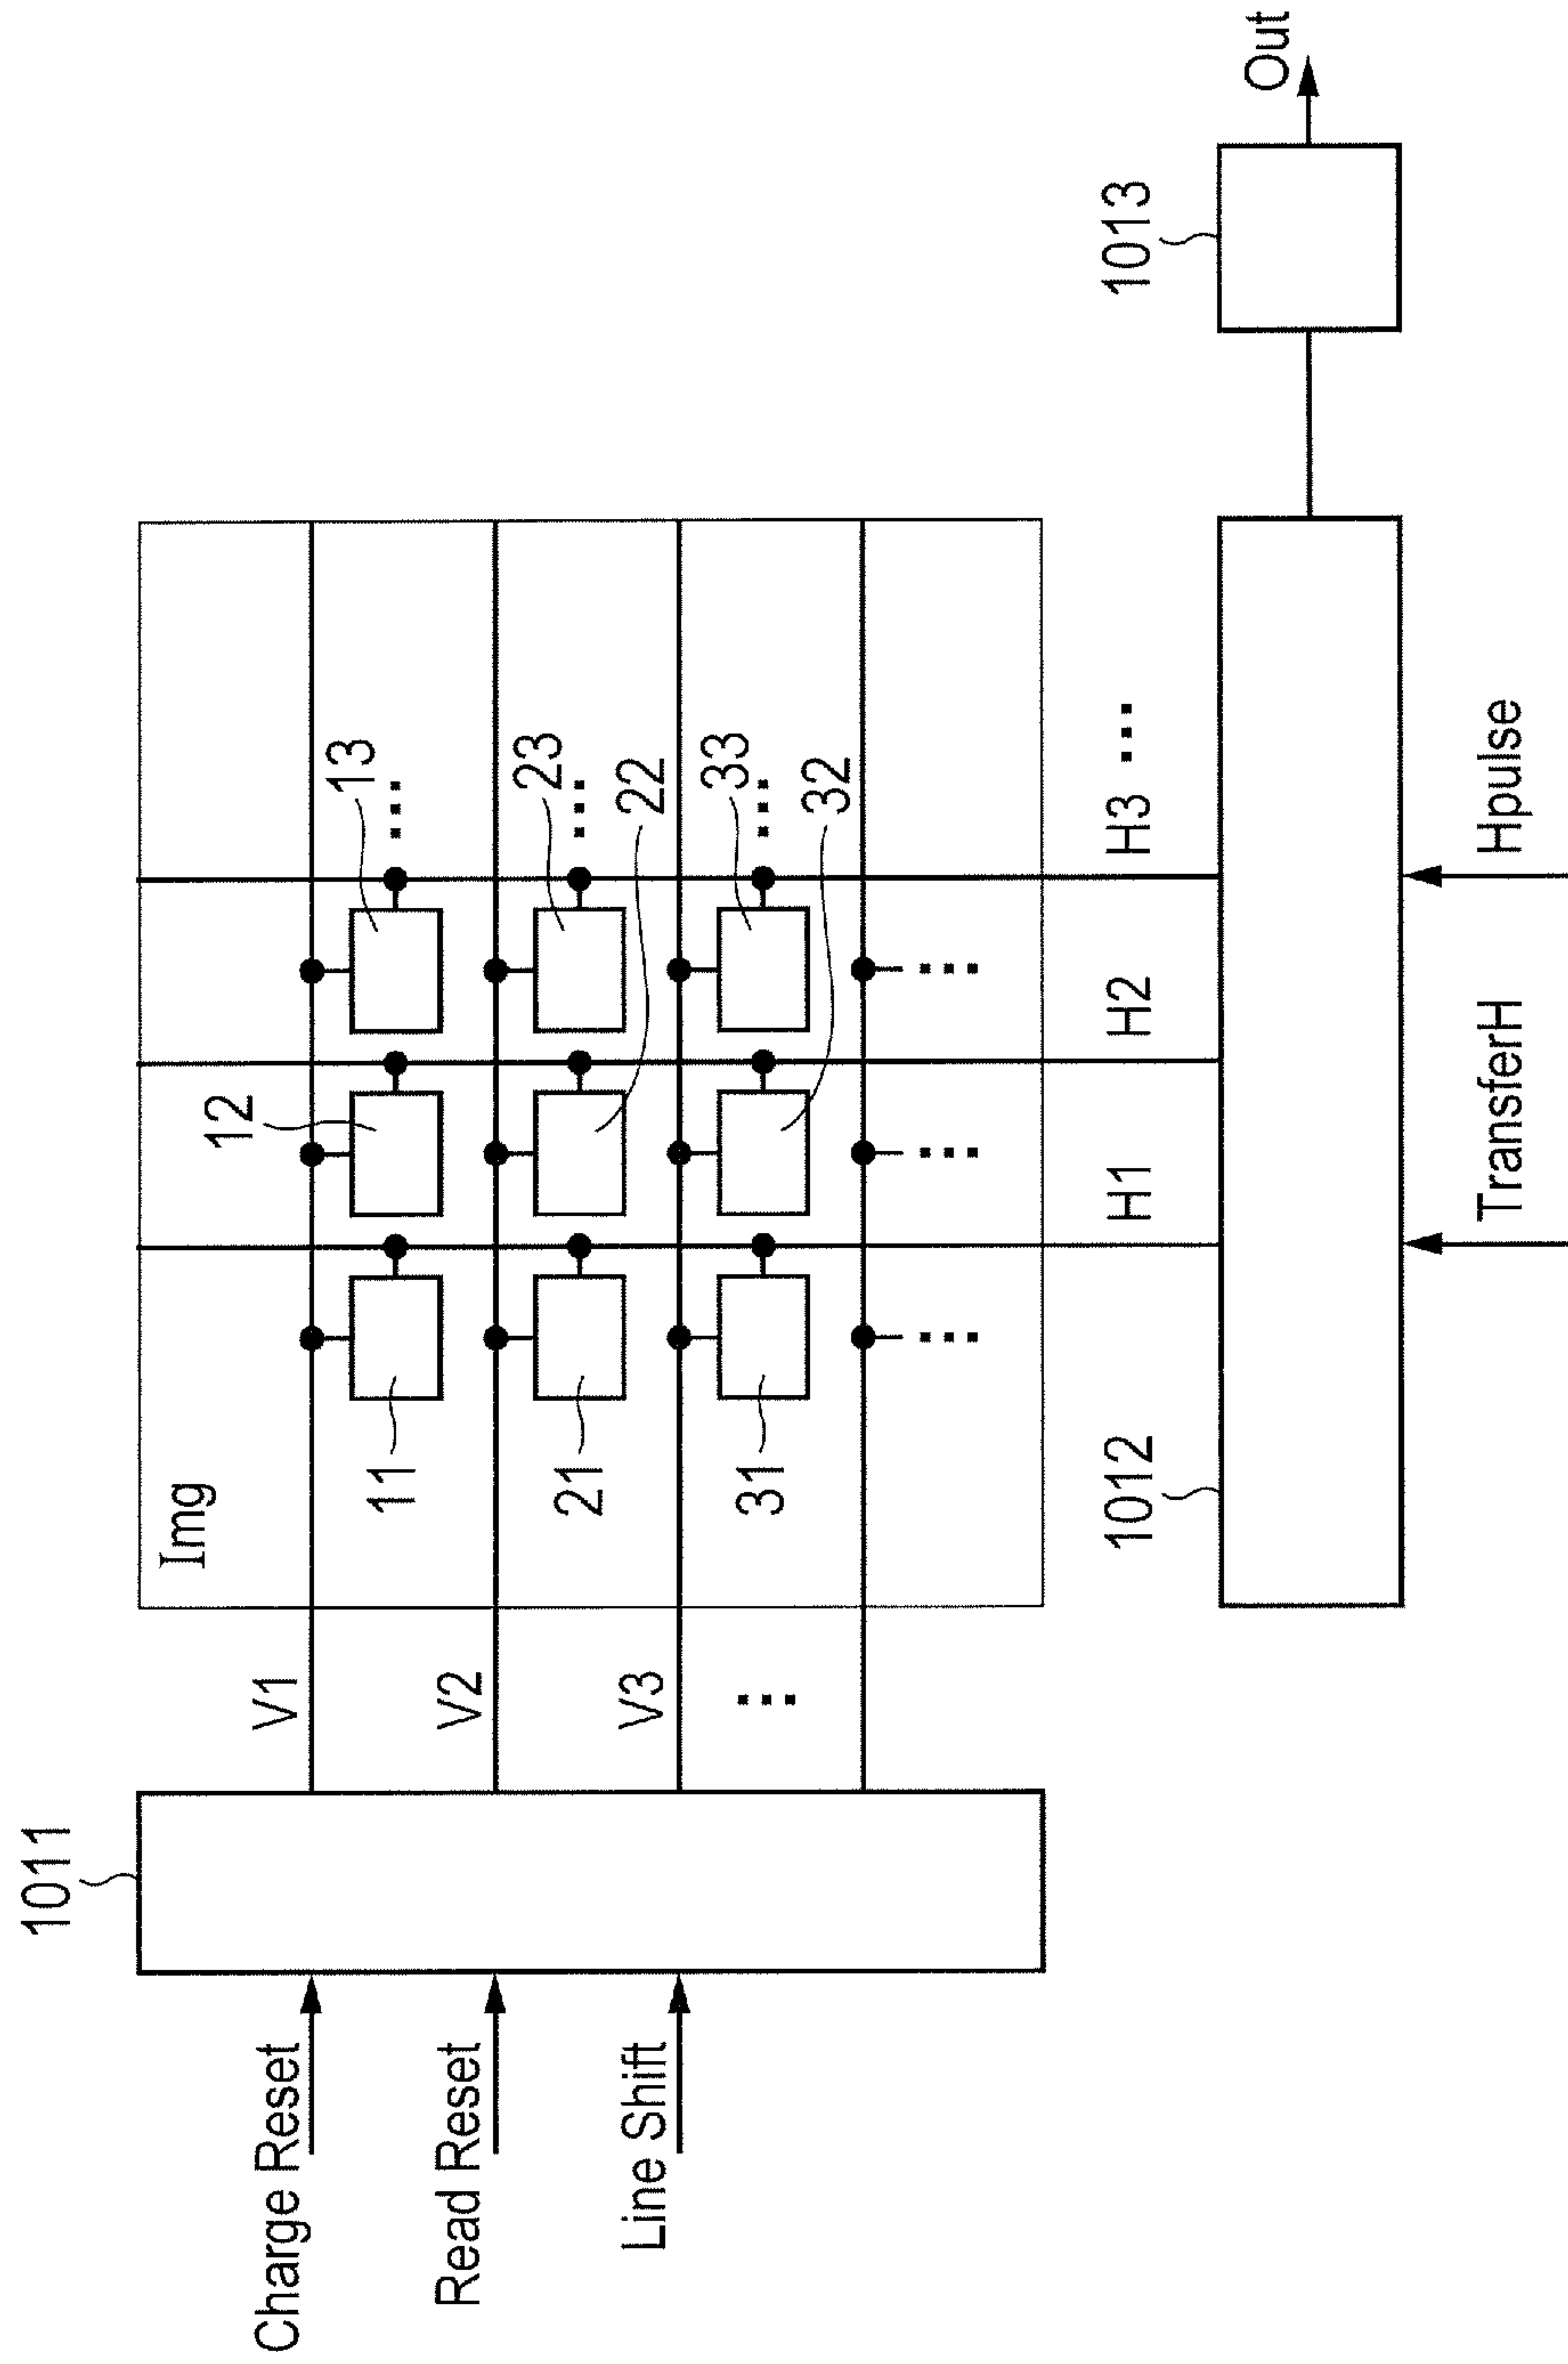 1011
Charge Reset
Read Reset
Line Shift
V1
V2
V3
...
Img
11
12
13
...
21
22
23
...
31
32
33
...
...
...
...
H1
H2
H3 ...
1012
TransferH
Hpulse
1013
Out